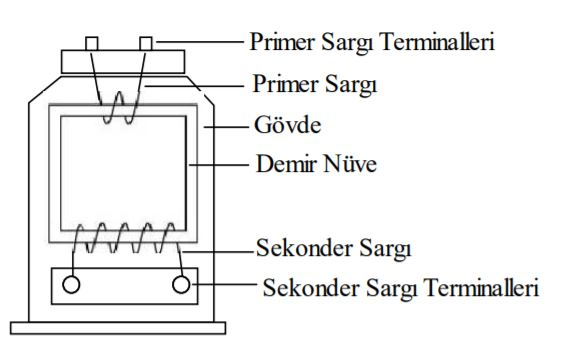 Primer Sargı Terminalleri
Primer Sargı
Gövde
Demir Nüve
Sekonder Sargı
Sekonder Sargı Terminalleri